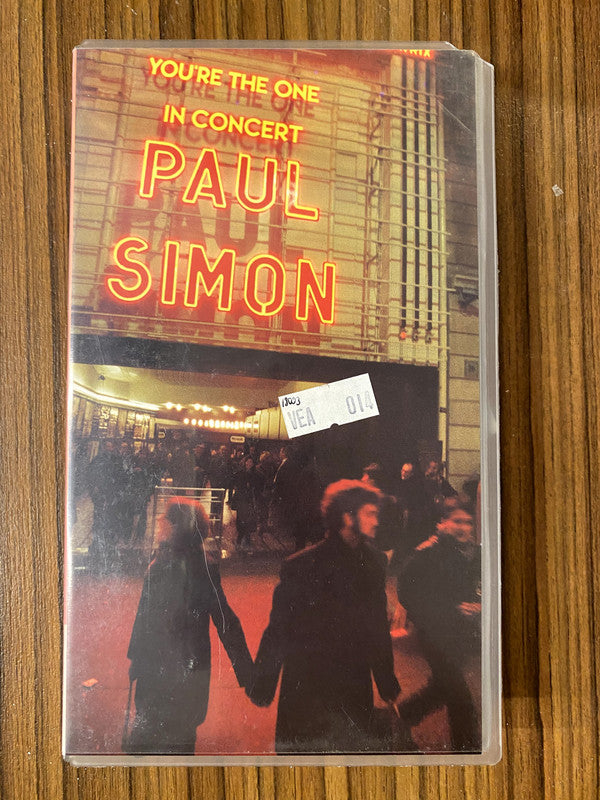 YOU'RE THE ONE
IN CONCERT
PAUL
SIMON
VEA 014